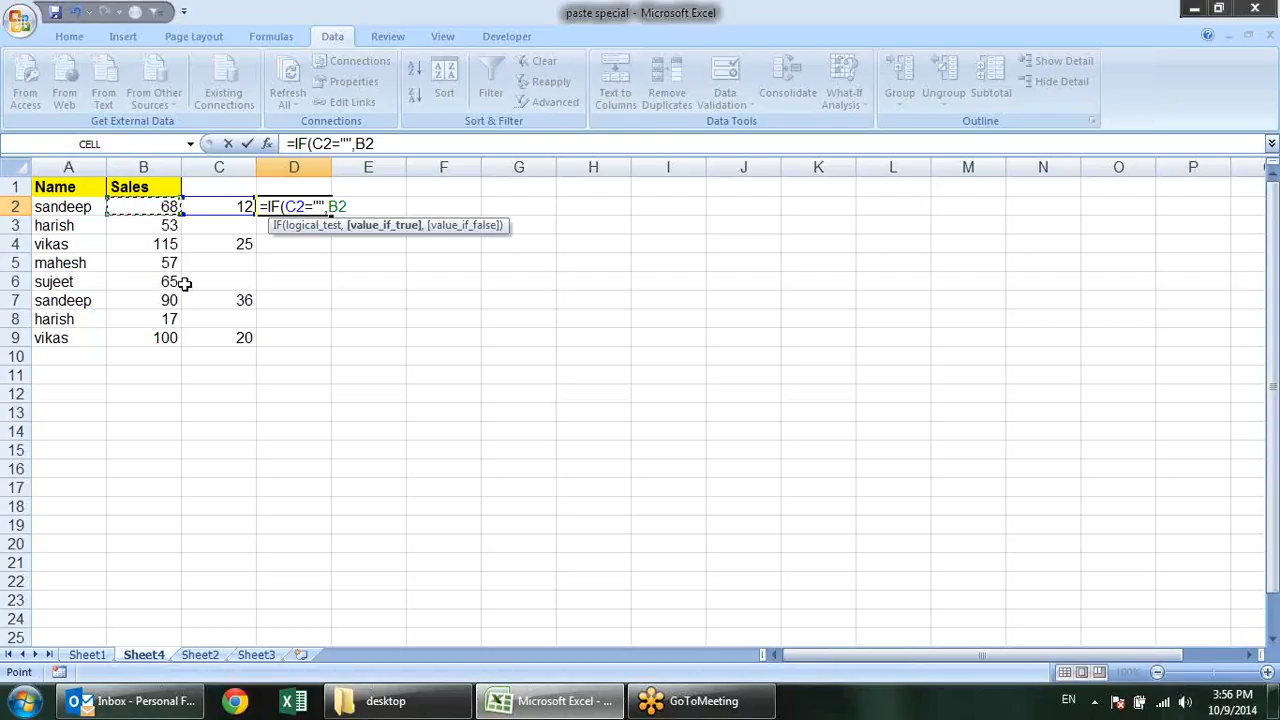 paste special - Microsoft Excel
Home Insert Page Layout Formulas Data Review View Developer
From Access
From Web
From Text
From Other Sources
Existing Connections
Refresh All
Connections
Properties
Edit Links
Sort
Filter
Clear
Reapply
Advanced
Text to Columns
Remove Duplicates
Data Validation
Consolidate
What-If Analysis
Group
Ungroup
Subtotal
Show Detail
Hide Detail
Get External Data Connections Sort & Filter Data Tools Outline
CELL =IF(C2="",B2
A B C D E F G H I J K L M N O P
1 Name Sales
2 sandeep 68 12 =IF(C2="",B2
3 harish 53 IF(logical_test, [value_if_true], [value_if_false])
4 vikas 115 25
5 mahesh 57
6 sujeet 65
7 sandeep 90 36
8 harish 17
9 vikas 100 20
10
11
12
13
14
15
16
17
18
19
20
21
22
23
24
25
Sheet1 Sheet4 Sheet2 Sheet3
Point 100%
Inbox - Personal F... desktop Microsoft Excel - ... GoToMeeting EN 3:56 PM
10/9/2014